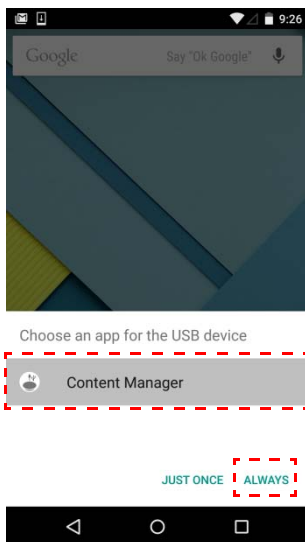 9:26
Google Say "Ok Google"
Choose an app for the USB device
Content Manager
JUST ONCE ALWAYS